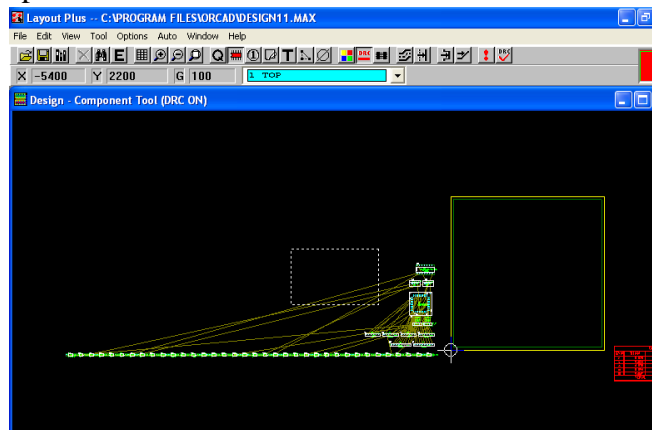 Layout Plus -- C:\PROGRAM FILES\ORCAD\DESIGN11.MAX
File Edit View Tool Options Auto Window Help
X -5400 Y 2200 G 100 1 TOP
Design - Component Tool (DRC ON)